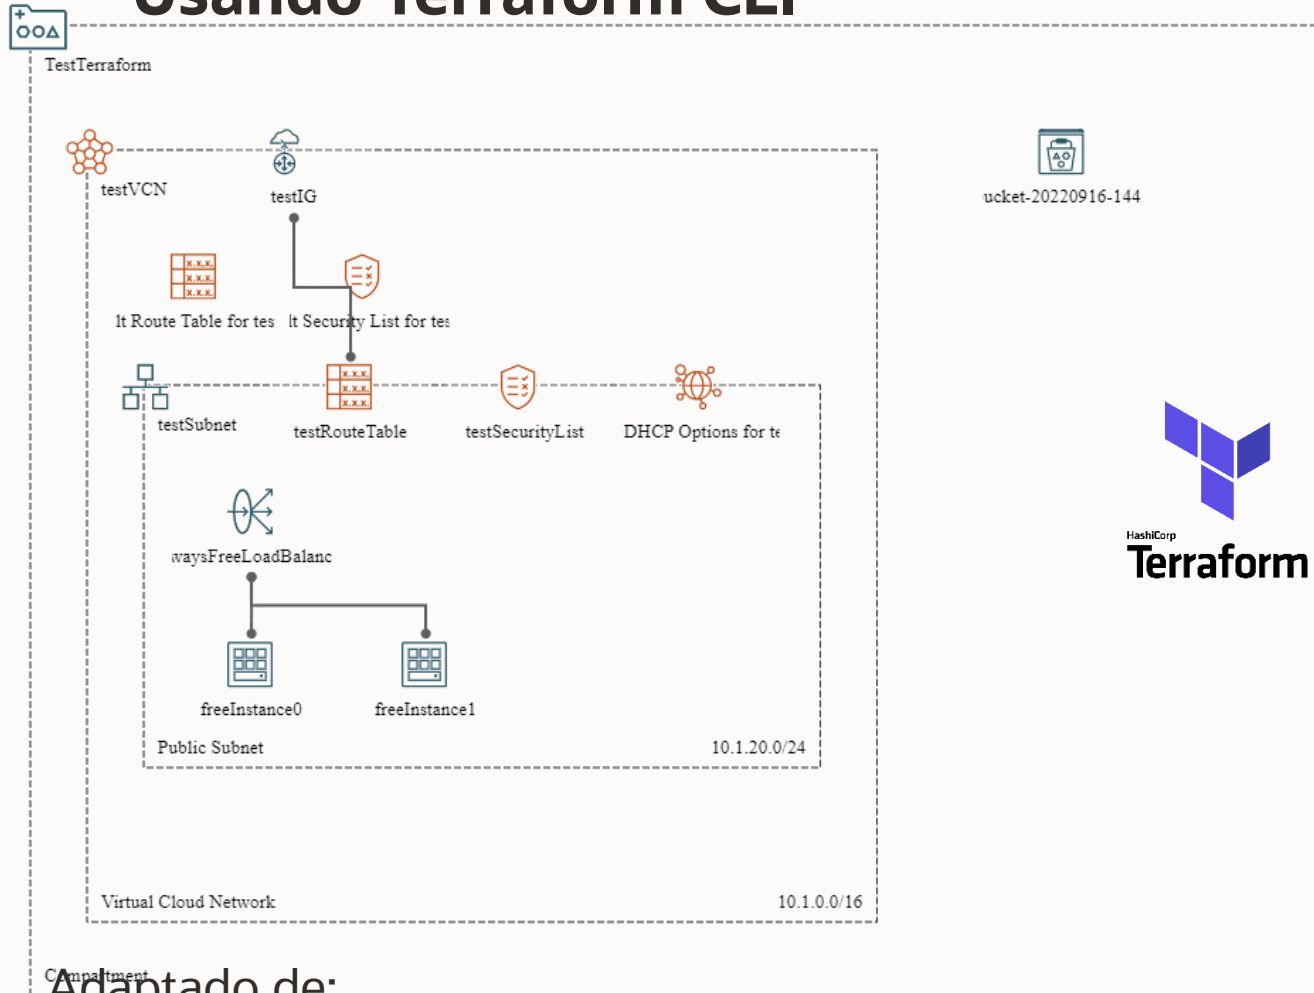 Usando Terraform CLI
TestTerraform
testVCN
testIG
ucket-20220916-144
lt Route Table for tes
lt Security List for tes
x.x.x.
x.x.x.
x.x.x.
x.x.x.
x.x.x.
x.x.x.
testSubnet
testRouteTable
testSecurityList
DHCP Options for te
HashiCorp
Terraform
waysFreeLoadBalanc
freeInstance0
freeInstance1
Public Subnet
10.1.20.0/24
Virtual Cloud Network
10.1.0.0/16
Compartment
Adaptado de: